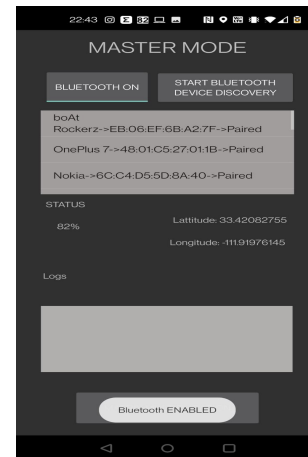 22:43
MASTER MODE
BLUETOOTH ON
START BLUETOOTH
DEVICE DISCOVERY
boAt
Rockerz->EB:06:EF:6B:A2:7F->Paired
OnePlus 7->48:01:C5:27:01:1B->Paired
Nokia->6C:C4:D5:5D:8A:40->Paired
STATUS
82%
Lattitude: 33.42082755
Longitude: -111.91976145
Logs
Bluetooth ENABLED